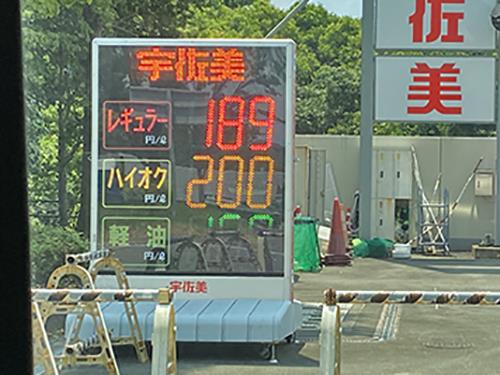 宇佐美
レギュラー 189
円/ℓ
ハイオク 200
円/ℓ
軽油
円/ℓ
宇佐美
佐
美